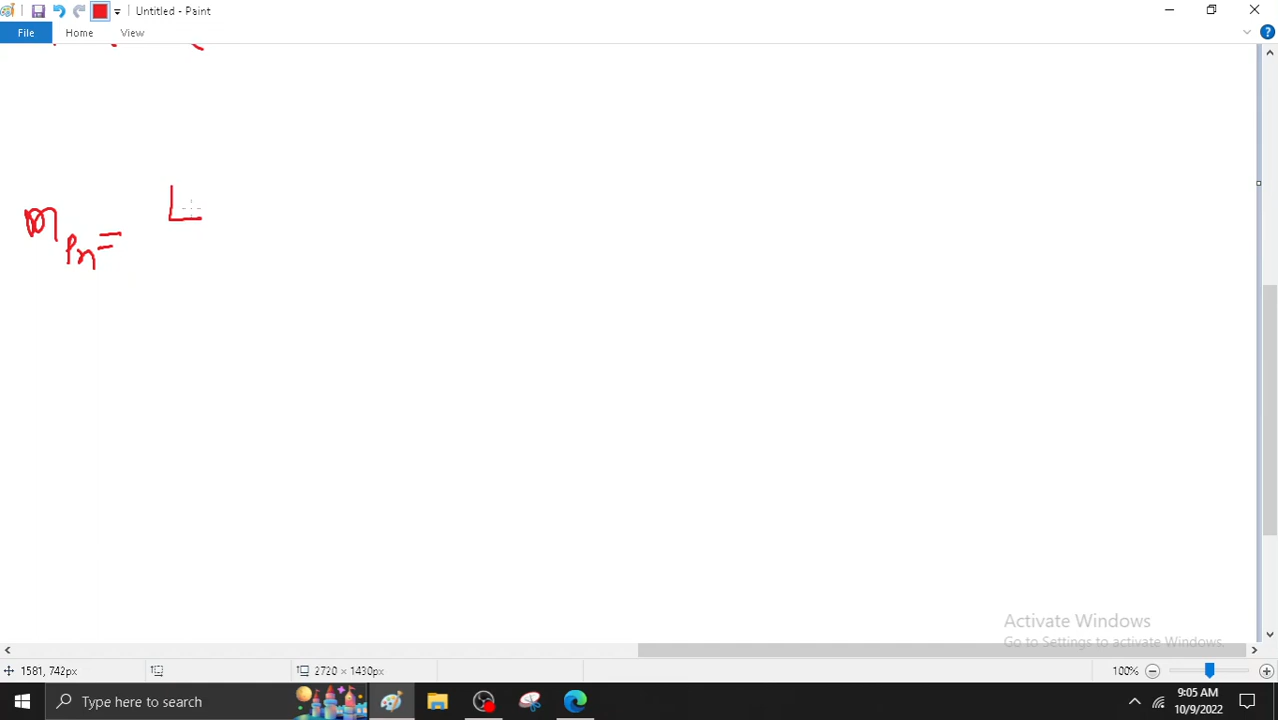 Untitled - Paint
File Home View
m Pn =
Activate Windows
Go to Settings to activate Windows.
1581, 742px 2720 × 1430px 100%
Type here to search
9:05 AM
10/9/2022